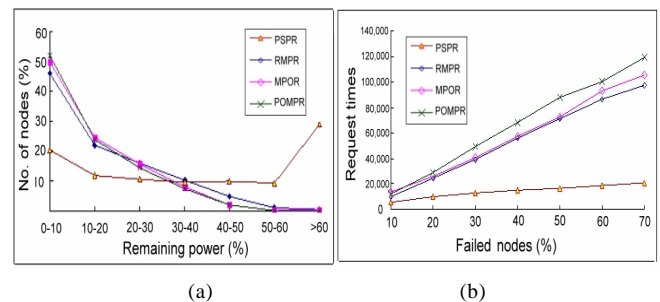 60
50
40
30
20
10
No. of nodes (%)
PSPR
RMPR
MPOR
POMPR
0-10 10-20 20-30 30-40 40-50 50-60 >60
Remaining power (%)
(a)
140,000
120,000
100,000
80,000
60,000
40,000
20,000
0
Request times
PSPR
RMPR
MPOR
POMPR
10 20 30 40 50 60 70
Failed nodes (%)
(b)